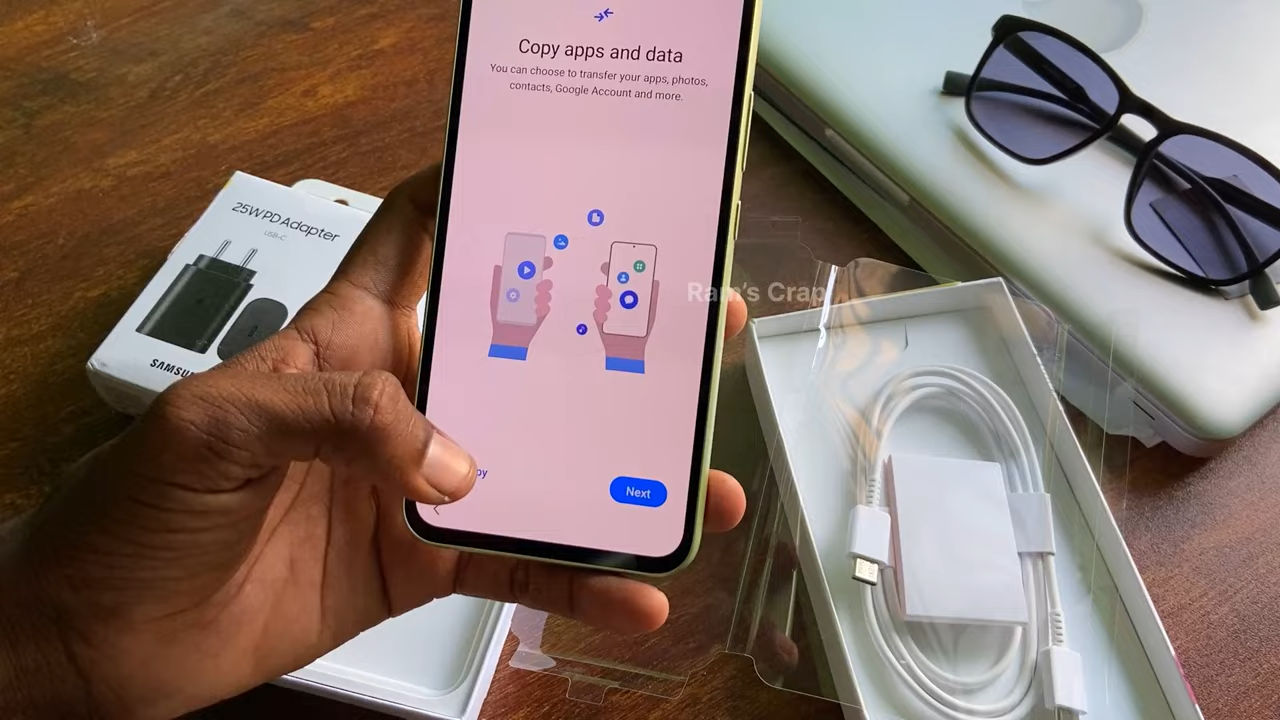 Copy apps and data
You can choose to transfer your apps, photos,
contacts, Google Account and more.
25W PD Adapter
USB-C
Ram's Crap
Next